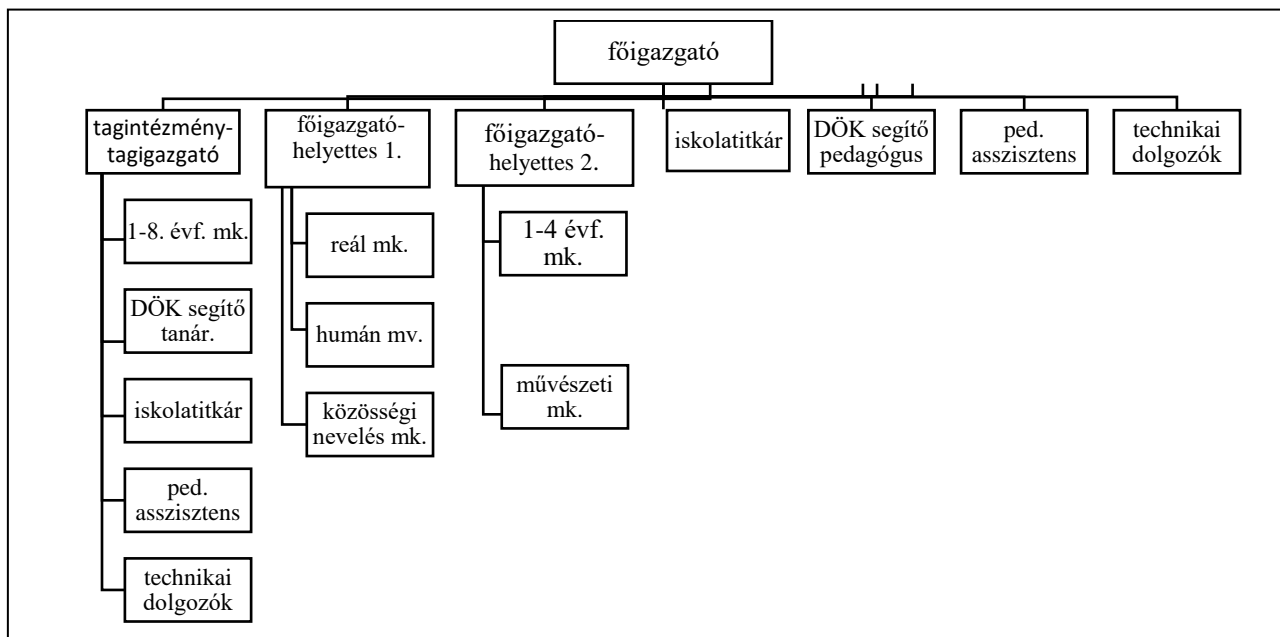 főigazgató
tagintézmény-
tagigazgató
főigazgató-
helyettes 1.
főigazgató-
helyettes 2.
iskolatitkár
DÖK segítő
pedagógus
ped.
asszisztens
technikai
dolgozók
1-8. évf. mk.
DÖK segítő
tanár.
iskolatitkár
ped.
asszisztens
technikai
dolgozók
reál mk.
humán mv.
közösségi
nevelés mk.
1-4 évf.
mk.
művészeti
mk.